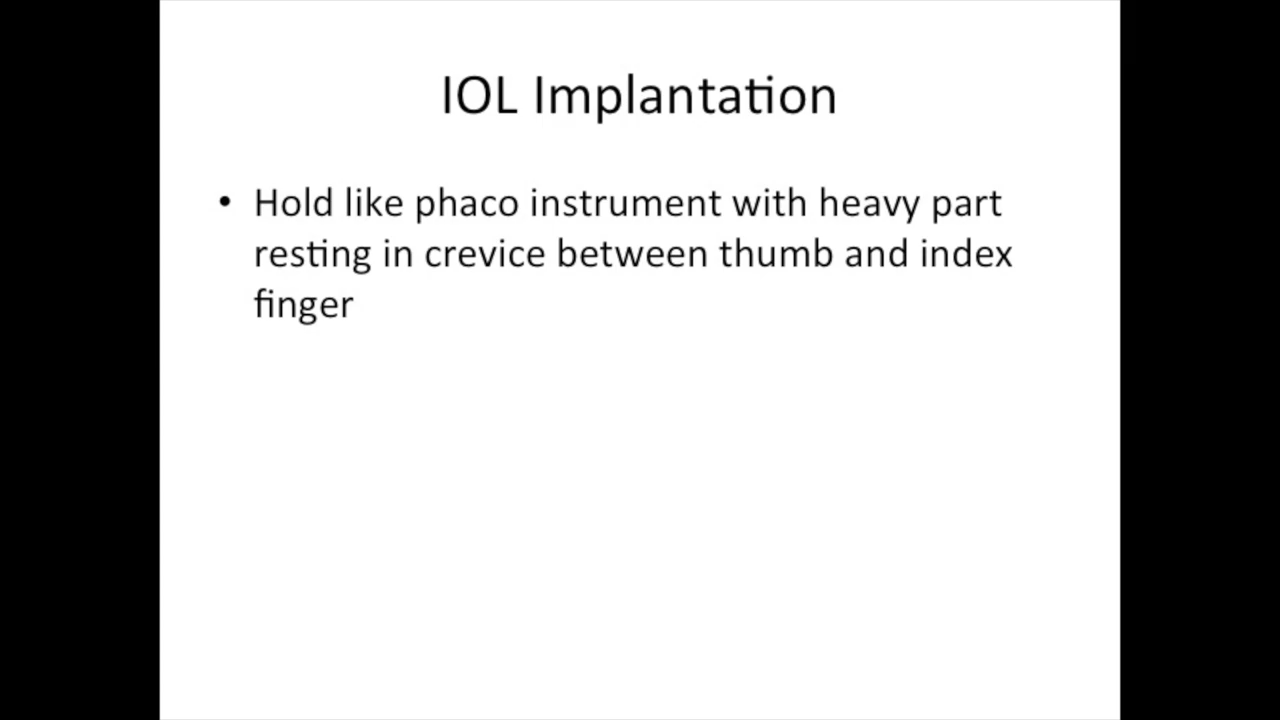 IOL Implantation
• Hold like phaco instrument with heavy part
resting in crevice between thumb and index
finger